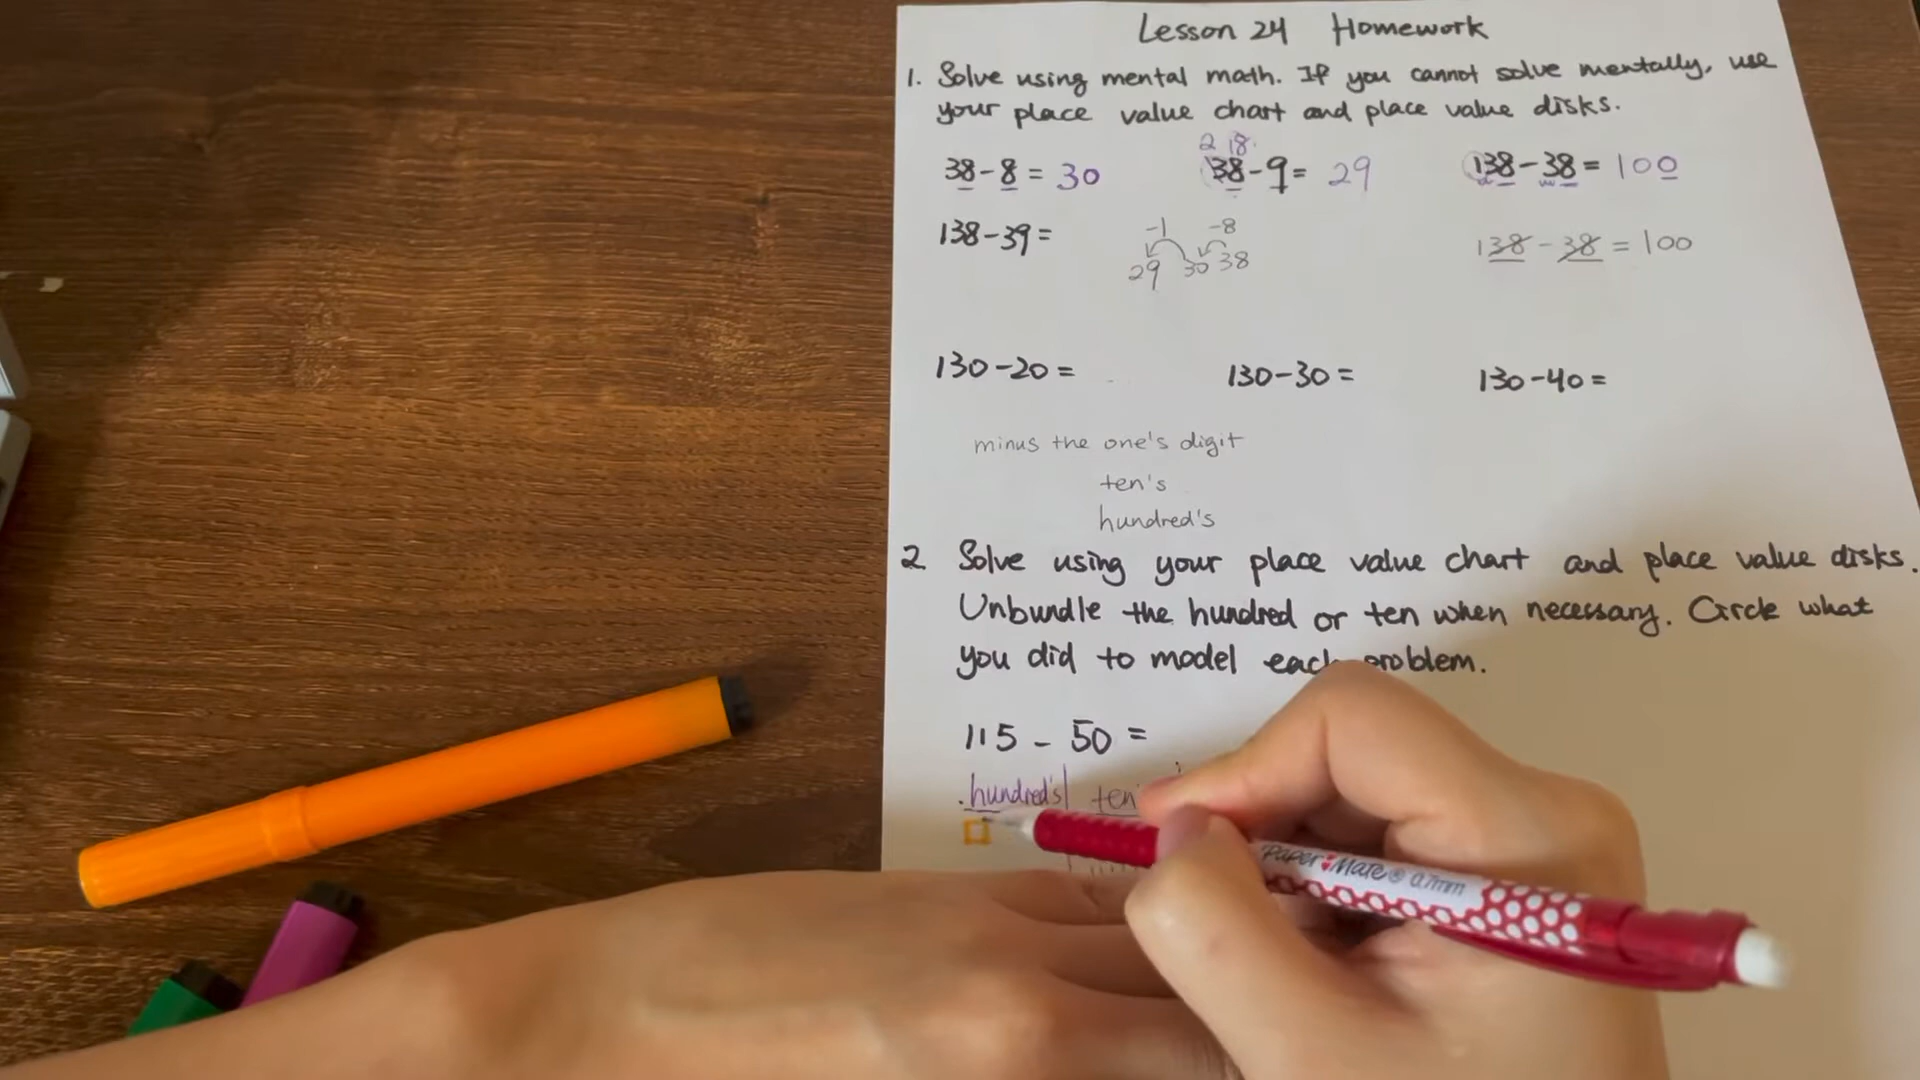 Lesson 24 Homework
1. Solve using mental math. If you cannot solve mentally, use
your place value chart and place value disks.
2 18
38-8 = 30 38-9= 29 138-38= 100
138-39=
-1 -8
29 30 38
138-38=100
130-20= 130-30= 130-40=
minus the one's digit
ten's
hundred's
2 Solve using your place value chart and place value disks.
Unbundle the hundred or ten when necessary. Circle what
you did to model each problem.
115 - 50 =
hundred's ten
Paper Mate® 0.7mm